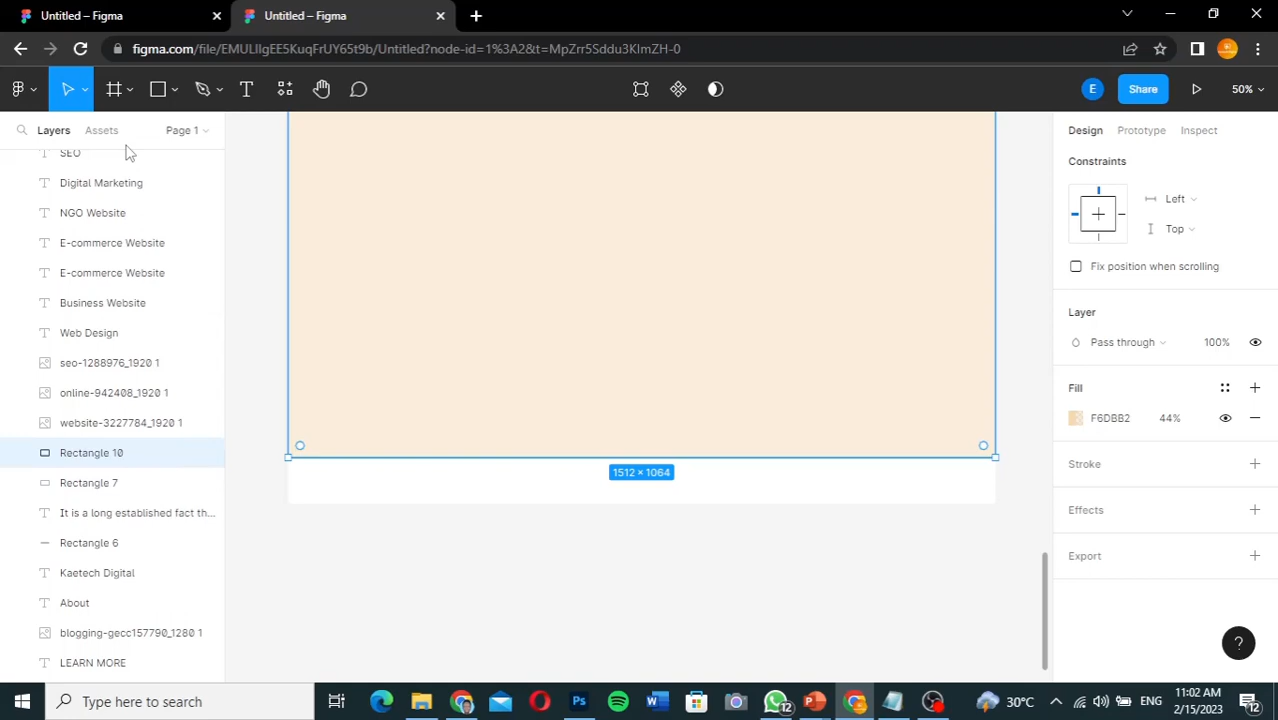 Untitled – Figma
Untitled – Figma
figma.com/file/EMULlIgEE5KuqFrUY65t9b/Untitled?node-id=1%3A2&t=MpZrr5Sddu3KlmZH-0
E
Share
50%
Layers
Assets
Page 1
SEO
Digital Marketing
NGO Website
E-commerce Website
E-commerce Website
Business Website
Web Design
seo-1288976_1920 1
online-942408_1920 1
website-3227784_1920 1
Rectangle 10
Rectangle 7
It is a long established fact th...
Rectangle 6
Kaetech Digital
About
blogging-gecc157790_1280 1
LEARN MORE
1512 × 1064
Design
Prototype
Inspect
Constraints
Left
Top
Fix position when scrolling
Layer
Pass through
100%
Fill
F6DBB2
44%
Stroke
Effects
Export
?
Type here to search
Ps
12
30°C
ENG
11:02 AM
2/15/2023
12